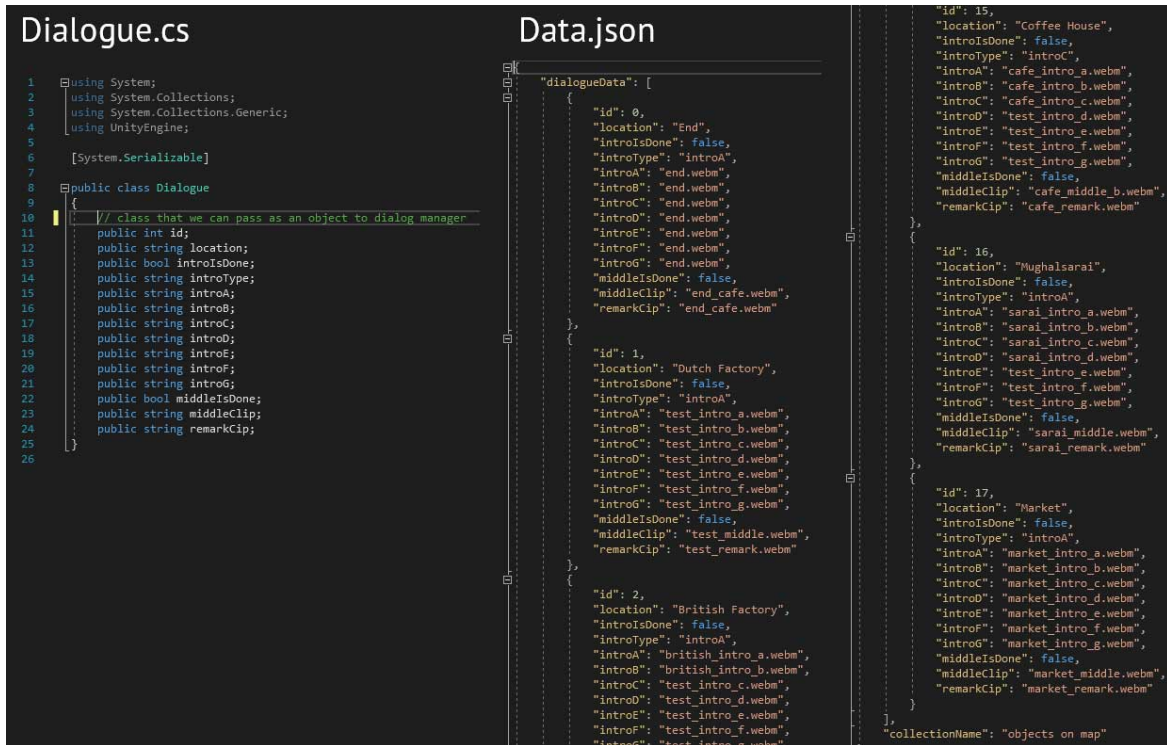 Dialogue.cs
1 using System;
2 using System.Collections;
3 using System.Collections.Generic;
4 using UnityEngine;
5
6 [System.Serializable]
7
8 public class Dialogue
9 {
10 // class that we can pass as an object to dialog manager
11 public int id;
12 public string location;
13 public bool introIsDone;
14 public string introType;
15 public string introA;
16 public string introB;
17 public string introC;
18 public string introD;
19 public string introE;
20 public string introF;
21 public string introG;
22 public bool middleIsDone;
23 public string middleClip;
24 public string remarkCip;
25 }
26
Data.json
{
"dialogueData": [
{
"id": 0,
"location": "End",
"introIsDone": false,
"introType": "introA",
"introA": "end.webm",
"introB": "end.webm",
"introC": "end.webm",
"introD": "end.webm",
"introE": "end.webm",
"introF": "end.webm",
"introG": "end.webm",
"middleIsDone": false,
"middleClip": "end_cafe.webm",
"remarkCip": "end_cafe.webm"
},
{
"id": 1,
"location": "Dutch Factory",
"introIsDone": false,
"introType": "introA",
"introA": "test_intro_a.webm",
"introB": "test_intro_b.webm",
"introC": "test_intro_c.webm",
"introD": "test_intro_d.webm",
"introE": "test_intro_e.webm",
"introF": "test_intro_f.webm",
"introG": "test_intro_g.webm",
"middleIsDone": false,
"middleClip": "test_middle.webm",
"remarkCip": "test_remark.webm"
},
{
"id": 2,
"location": "British Factory",
"introIsDone": false,
"introType": "introA",
"introA": "british_intro_a.webm",
"introB": "british_intro_b.webm",
"introC": "test_intro_c.webm",
"introD": "test_intro_d.webm",
"introE": "test_intro_e.webm",
"introF": "test_intro_f.webm",
"introG": "test_intro_g.webm",
"id": 15,
"location": "Coffee House",
"introIsDone": false,
"introType": "introC",
"introA": "cafe_intro_a.webm",
"introB": "cafe_intro_b.webm",
"introC": "cafe_intro_c.webm",
"introD": "test_intro_d.webm",
"introE": "test_intro_e.webm",
"introF": "test_intro_f.webm",
"introG": "test_intro_g.webm",
"middleIsDone": false,
"middleClip": "cafe_middle_b.webm",
"remarkCip": "cafe_remark.webm"
},
{
"id": 16,
"location": "Mughalsarai",
"introIsDone": false,
"introType": "introA",
"introA": "sarai_intro_a.webm",
"introB": "sarai_intro_b.webm",
"introC": "sarai_intro_c.webm",
"introD": "sarai_intro_d.webm",
"introE": "test_intro_e.webm",
"introF": "test_intro_f.webm",
"introG": "test_intro_g.webm",
"middleIsDone": false,
"middleClip": "sarai_middle.webm",
"remarkCip": "sarai_remark.webm"
},
{
"id": 17,
"location": "Market",
"introIsDone": false,
"introType": "introA",
"introA": "market_intro_a.webm",
"introB": "market_intro_b.webm",
"introC": "market_intro_c.webm",
"introD": "market_intro_d.webm",
"introE": "market_intro_e.webm",
"introF": "market_intro_f.webm",
"introG": "market_intro_g.webm",
"middleIsDone": false,
"middleClip": "market_middle.webm",
"remarkCip": "market_remark.webm"
}
],
"collectionName": "objects on map"